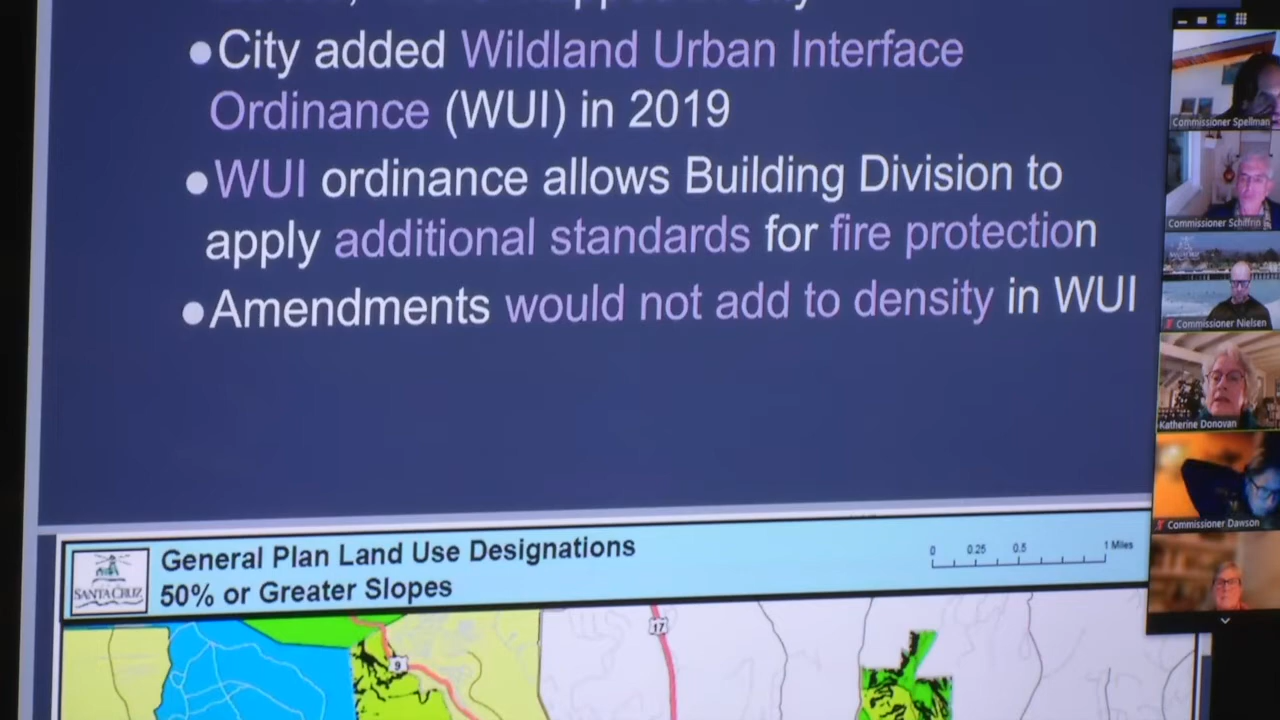 City added Wildland Urban Interface
Ordinance (WUI) in 2019
WUI ordinance allows Building Division to
apply additional standards for fire protection
Amendments would not add to density in WUI
Commissioner Spellman
Commissioner Schiffrin
Commissioner Nielsen
Katherine Donovan
Commissioner Dawson
General Plan Land Use Designations
50% or Greater Slopes
SANTA CRUZ
0 0.25 0.5 1 Miles
17
9